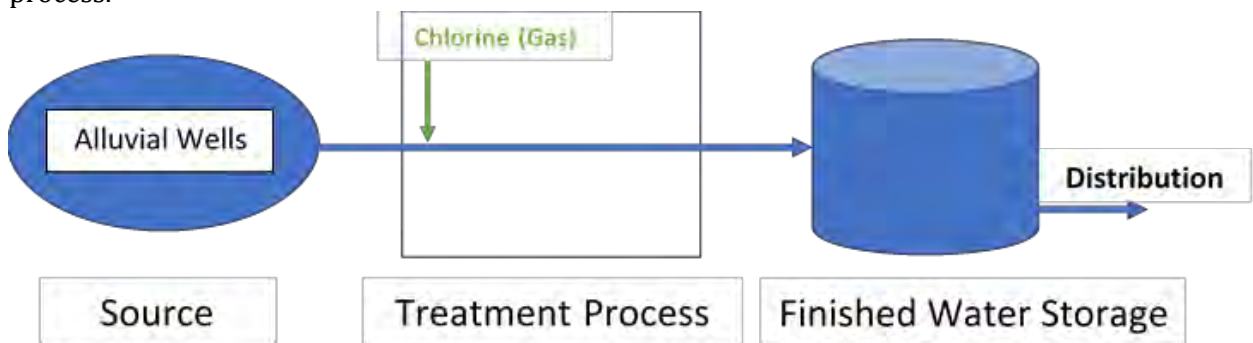 process.
Chlorine (Gas)
Alluvial Wells
Distribution
Source
Treatment Process
Finished Water Storage